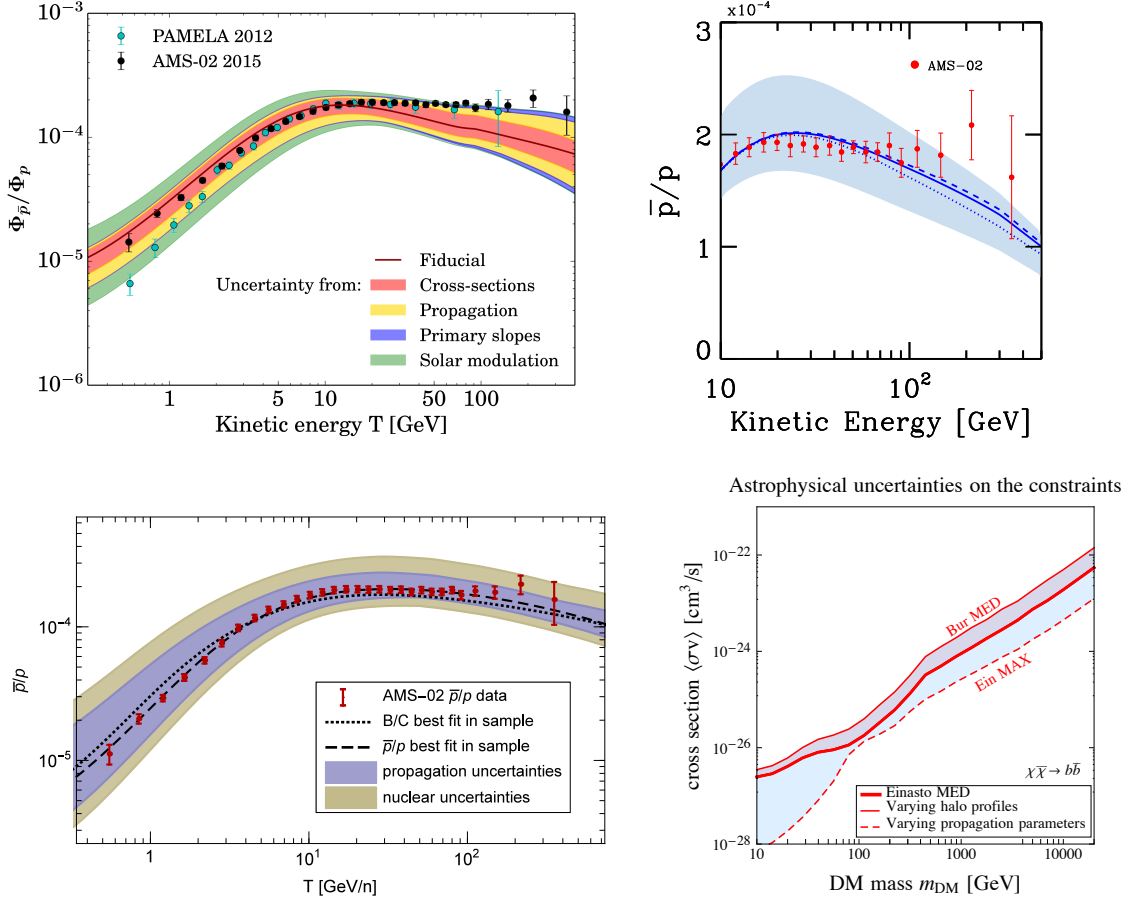 10⁻³
10⁻⁴
10⁻⁵
10⁻⁶
Φp̄/Φp
PAMELA 2012
AMS-02 2015
Fiducial
Uncertainty from:
Cross-sections
Propagation
Primary slopes
Solar modulation
1 5 10 50 100
Kinetic energy T [GeV]
×10⁻⁴
3
2
1
0
p̄/p
AMS-02
10 10²
Kinetic Energy [GeV]
10⁻⁴
10⁻⁵
p̄/p
AMS-02 p̄/p data
B/C best fit in sample
p̄/p best fit in sample
propagation uncertainties
nuclear uncertainties
1 10¹ 10²
T [GeV/n]
Astrophysical uncertainties on the constraints
10⁻²²
10⁻²⁴
10⁻²⁶
10⁻²⁸
cross section ⟨σv⟩ [cm³/s]
Bur MED
Ein MAX
χχ̄→ bb̄
Einasto MED
Varying halo profiles
Varying propagation parameters
10 100 1000 10000
DM mass mDM [GeV]